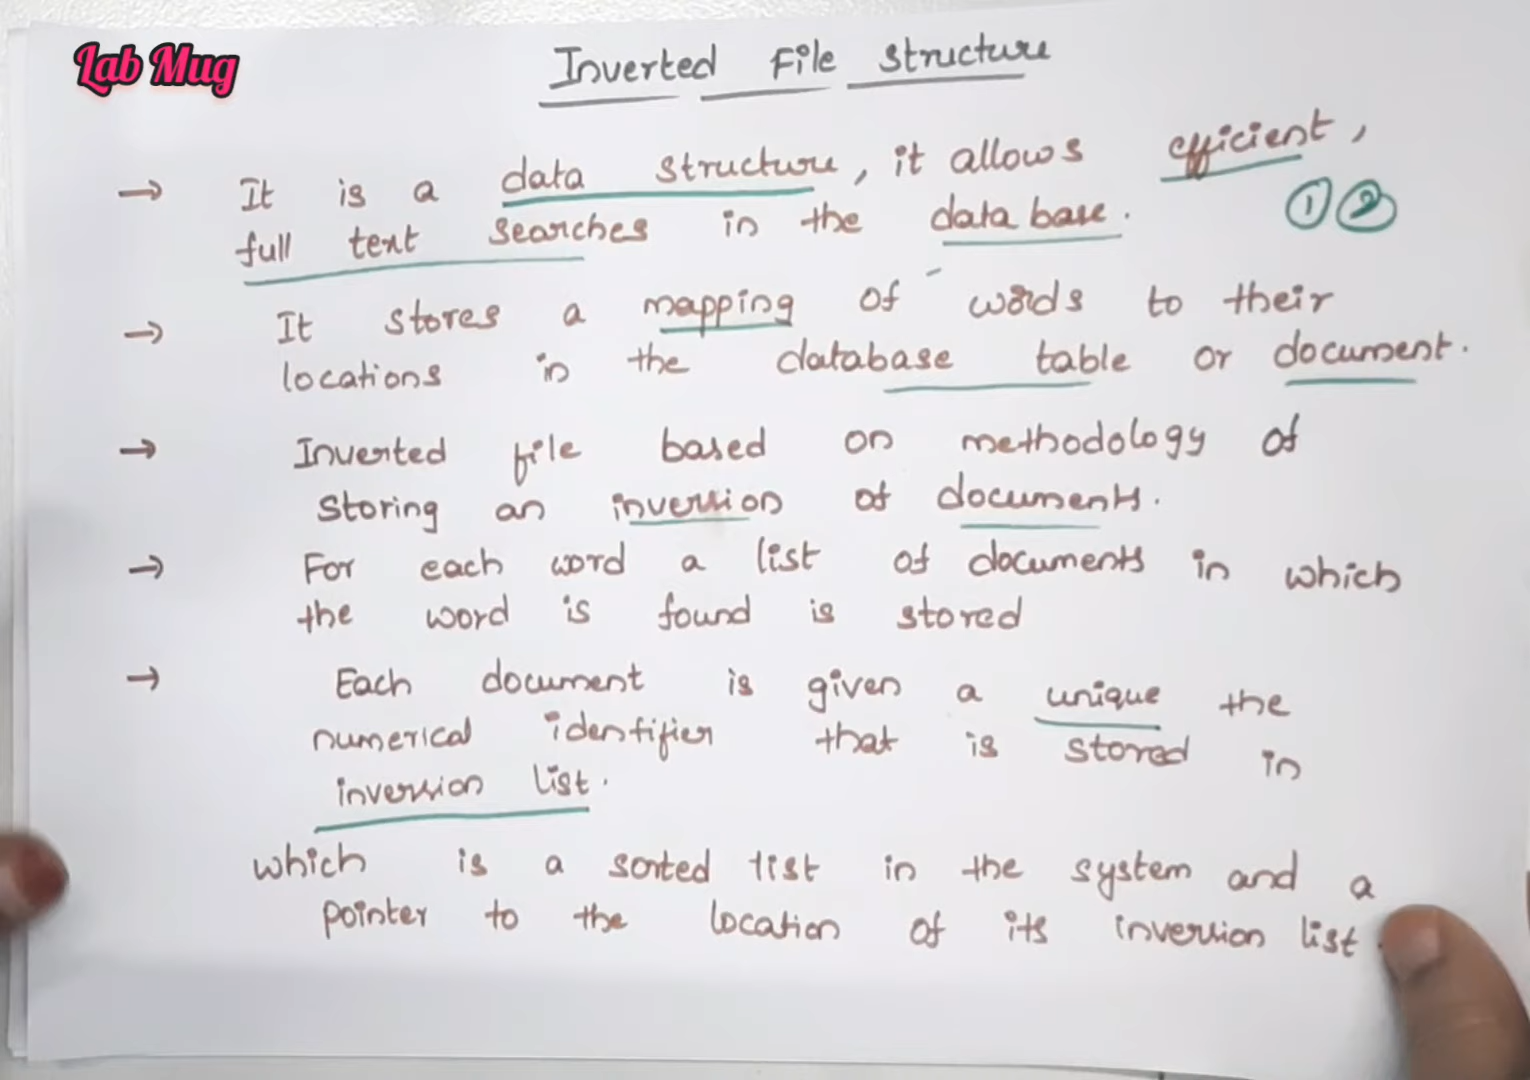 Lab Mug
Inverted File Structure
→ It is a data structure, it allows efficient,
full text searches in the data base. ① ②
→ It stores a mapping of words to their
locations in the database table or document.
→ Inverted file based on methodology of
storing an inversion of documents.
→ For each word a list of documents in which
the word is found is stored
→ Each document is given a unique the
numerical identifier that is stored in
inversion list.
which is a sorted list in the system and a
pointer to the location of its inversion list.